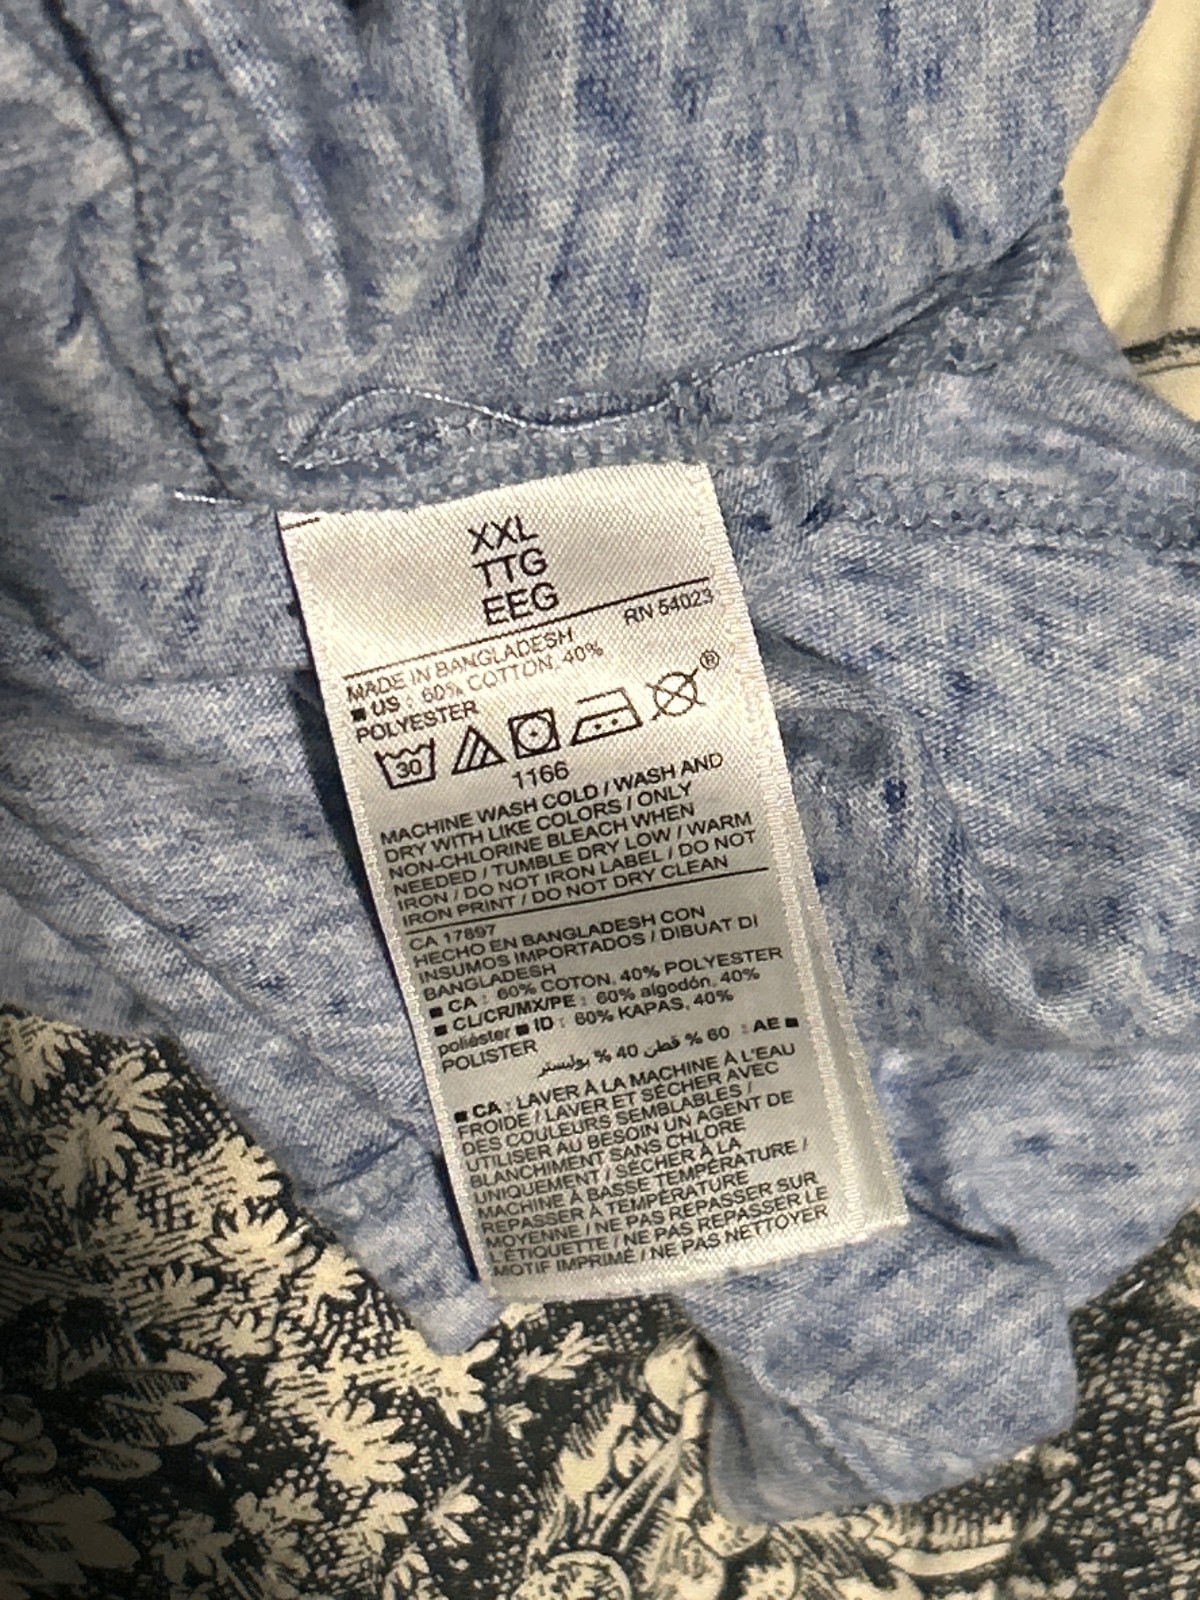 XXL
TTG
EEG
RN 54023
MADE IN BANGLADESH
■ US : 60% COTTON, 40%
POLYESTER
30
®
1166
MACHINE WASH COLD / WASH AND
DRY WITH LIKE COLORS / ONLY
NON-CHLORINE BLEACH WHEN
NEEDED / TUMBLE DRY LOW / WARM
IRON / DO NOT IRON LABEL / DO NOT
IRON PRINT / DO NOT DRY CLEAN
CA 17897
HECHO EN BANGLADESH CON
INSUMOS IMPORTADOS / DIBUAT DI
BANGLADESH
■ CA : 60% COTON, 40% POLYESTER
■ CL/CR/MX/PE : 60% algodón, 40%
poliéster ■ ID : 60% KAPAS, 40%
POLISTER
■ AE : 60 % قطن, 40 % بوليستر
■ CA : LAVER À LA MACHINE À L'EAU
FROIDE / LAVER ET SÉCHER AVEC
DES COULEURS SEMBLABLES /
UTILISER AU BESOIN UN AGENT DE
BLANCHIMENT SANS CHLORE
UNIQUEMENT / SÉCHER À LA
MACHINE À BASSE TEMPÉRATURE /
REPASSER À TEMPÉRATURE
MOYENNE / NE PAS REPASSER SUR
L'ÉTIQUETTE / NE PAS REPASSER LE
MOTIF IMPRIMÉ / NE PAS NETTOYER